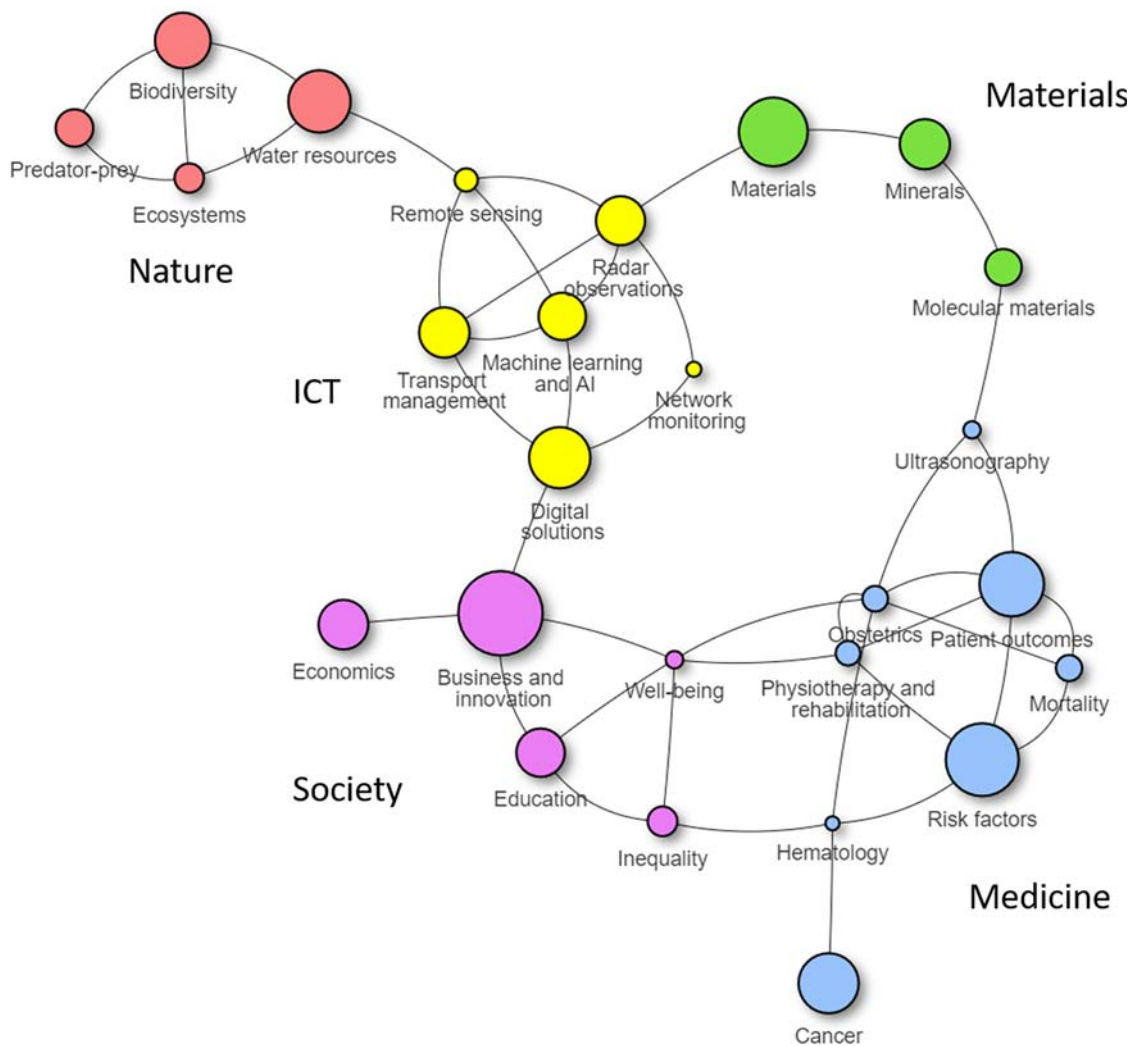 Biodiversity
Materials
Predator-prey
Water resources
Materials
Minerals
Ecosystems
Remote sensing
Nature
Radar
observations
Molecular materials
ICT
Transport
management
Machine learning
and AI
Network
monitoring
Ultrasonography
Digital
solutions
Obstetrics
Patient outcomes
Economics
Business and
innovation
Well-being
Physiotherapy and
rehabilitation
Mortality
Society
Education
Risk factors
Inequality
Hematology
Medicine
Cancer